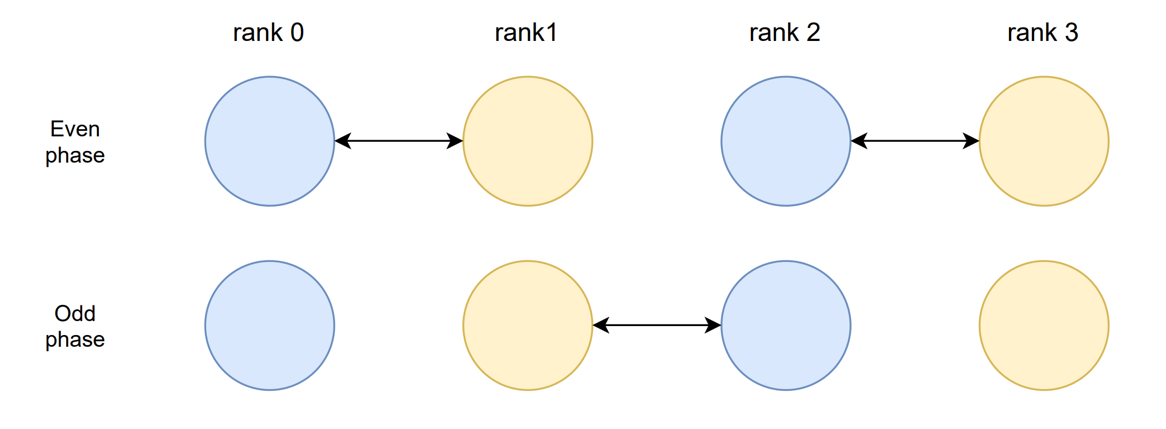 rank 0
rank1
rank 2
rank 3
Even
phase
Odd
phase